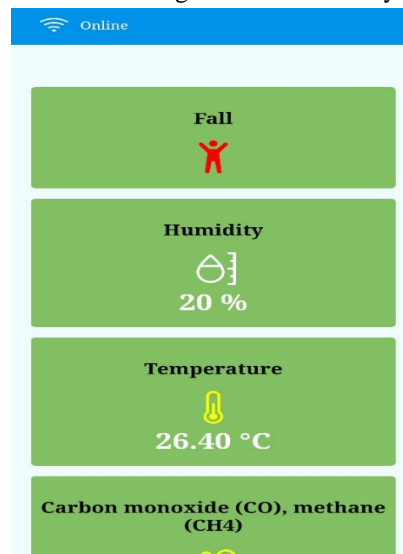 Online
Fall
Humidity
20 %
Temperature
26.40 °C
Carbon monoxide (CO), methane
(CH4)